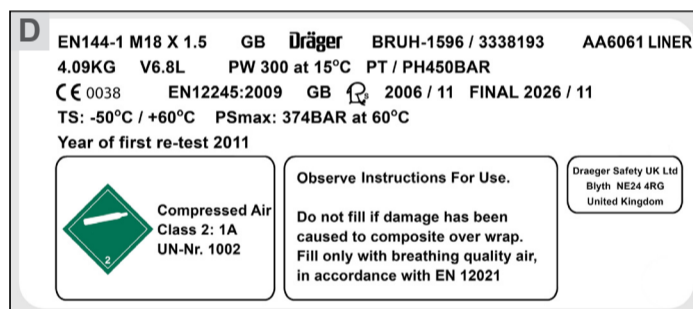 D
EN144-1 M18 X 1.5 GB Dräger BRUH-1596 / 3338193 AA6061 LINER
4.09KG V6.8L PW 300 at 15ºC PT / PH450BAR
CE 0038 EN12245:2009 GB 2006 / 11 FINAL 2026 / 11
TS: -50ºC / +60ºC PSmax: 374BAR at 60ºC
Year of first re-test 2011
Compressed Air
Class 2: 1A
UN-Nr. 1002
2
Observe Instructions For Use.
Do not fill if damage has been
caused to composite over wrap.
Fill only with breathing quality air,
in accordance with EN 12021
Draeger Safety UK Ltd
Blyth NE24 4RG
United Kingdom